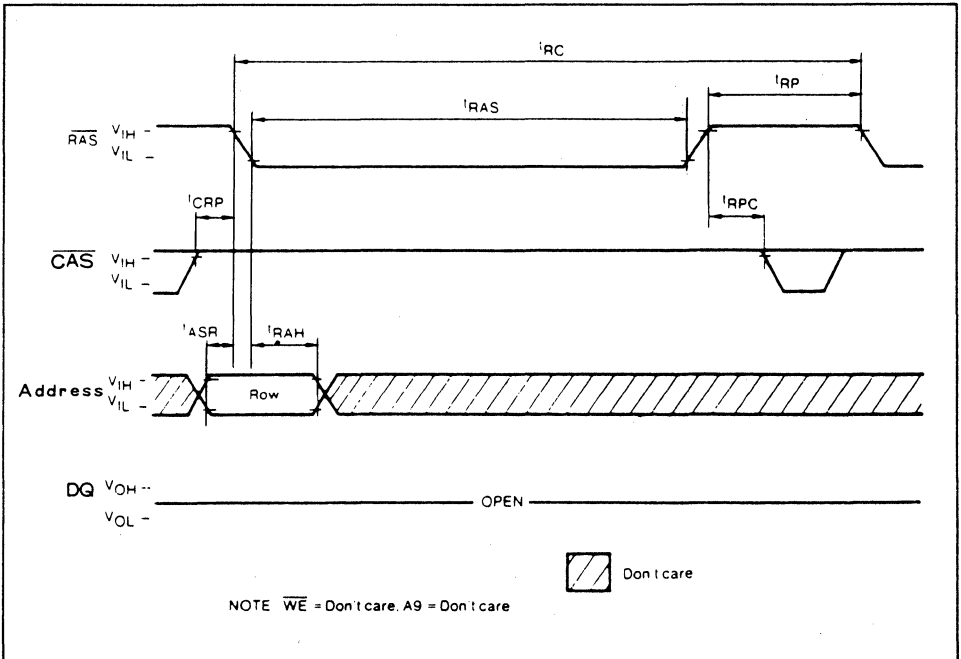 tRC
tRP
tRAS
RAS VIH –
VIL –
tCRP
tRPC
CAS VIH –
VIL –
tASR tRAH
Address VIH –
VIL –
Row
DQ VOH --
OPEN
VOL –
Don't care
NOTE WE = Don't care. A9 = Don't care